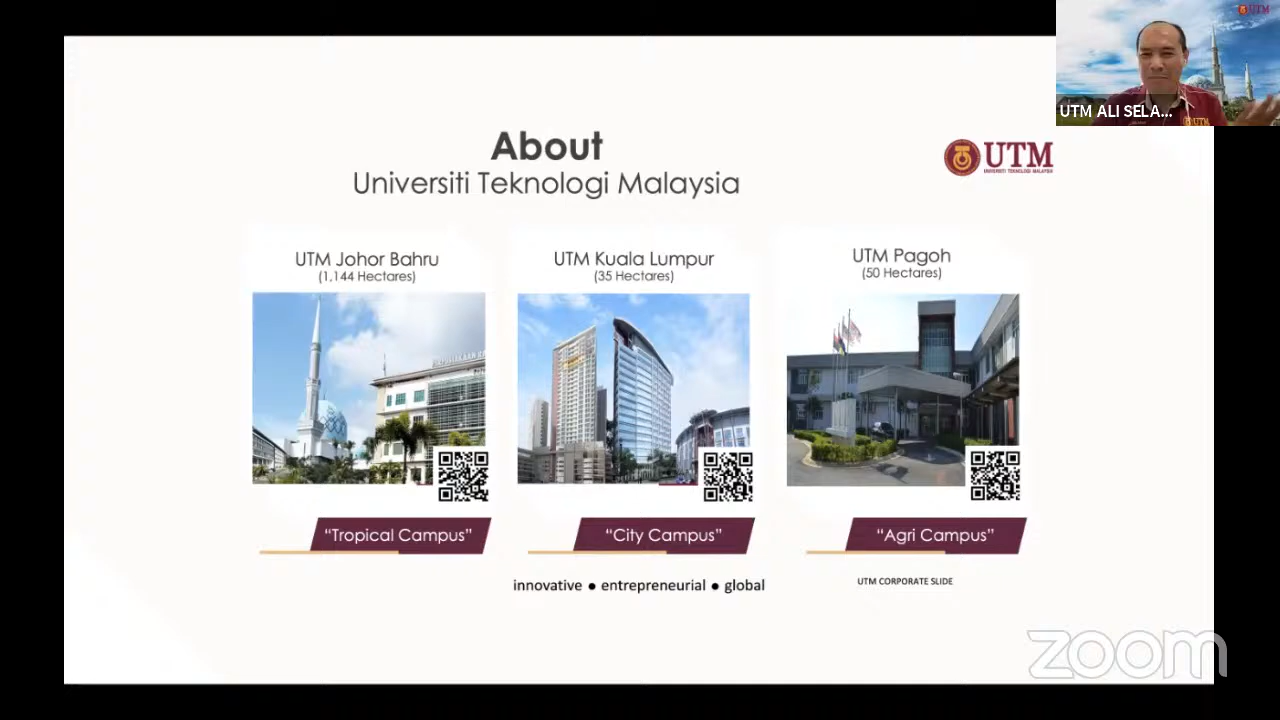 UTM
UTM ALI SELA...
About
Universiti Teknologi Malaysia
UTM
UNIVERSITI TEKNOLOGI MALAYSIA
UTM Johor Bahru
(1,144 Hectares)
UTM Kuala Lumpur
(35 Hectares)
UTM Pagoh
(50 Hectares)
“Tropical Campus”
“City Campus”
“Agri Campus”
innovative ● entrepreneurial ● global
UTM CORPORATE SLIDE
zoom